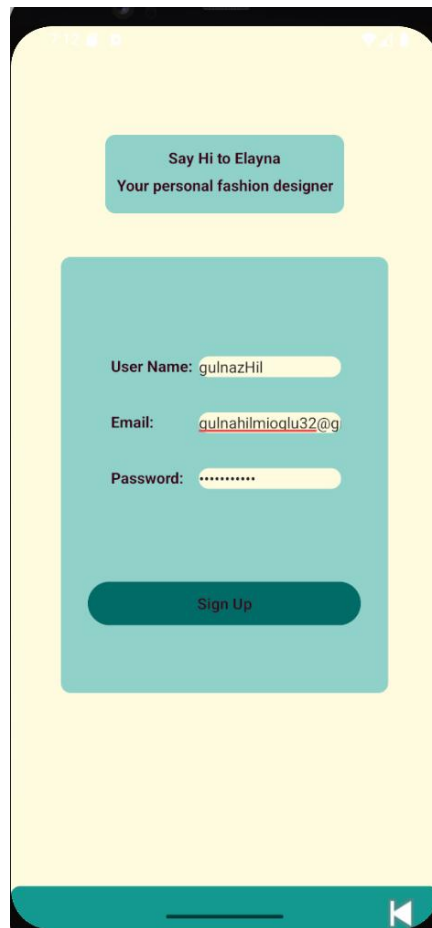 Say Hi to Elayna
Your personal fashion designer
User Name: gulnazHil
Email: gulnahilmioglu32@g
Password: •••••••••••
Sign Up